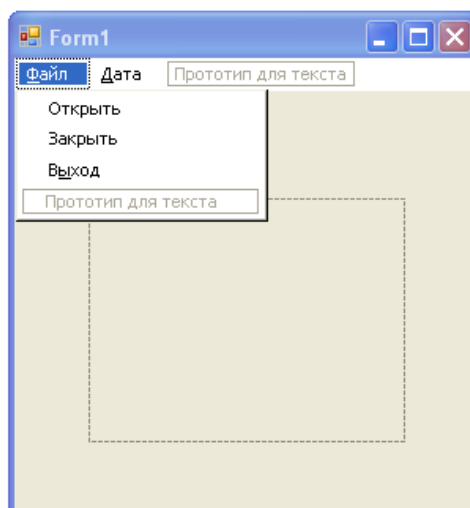 Form1
Файл Дата Прототип для текста
Открыть
Закрыть
Выход
Прототип для текста